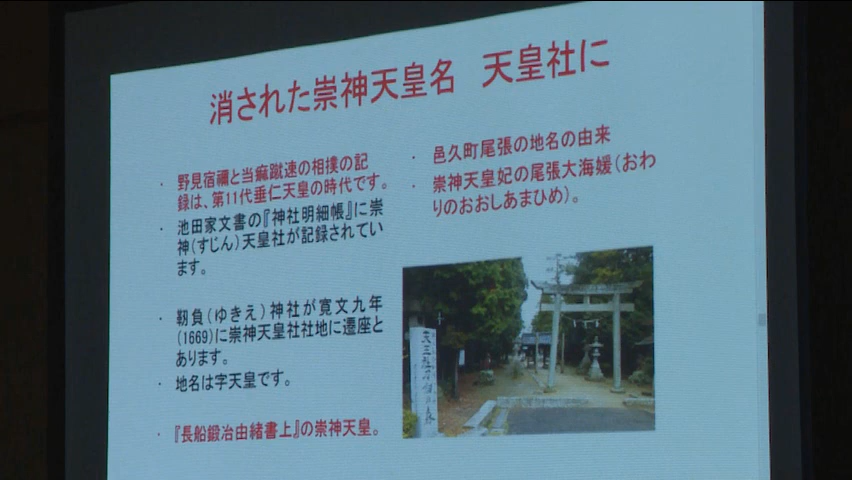 消された崇神天皇名　天皇社に
・ 野見宿禰と当麻蹴速の相撲の記
録は、第11代垂仁天皇の時代です。
・ 池田家文書の『神社明細帳』に崇
神(すじん)天皇社が記録されてい
ます。
・ 靭負(ゆきえ)神社が寛文九年
(1669)に崇神天皇社社地に遷座と
あります。
・ 地名は字天皇です。
・ 『長船鍛冶由緒書上』の崇神天皇。
・ 邑久町尾張の地名の由来
・ 崇神天皇妃の尾張大海媛(おわ
りのおおしあまひめ)。